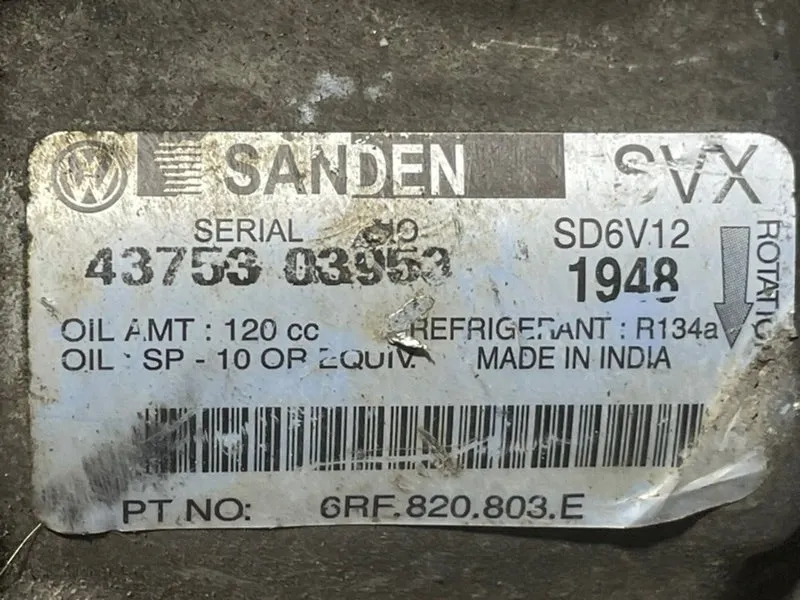 SANDEN SVX
SERIAL NO SD6V12
43753 03953 1948
OIL AMT : 120 cc REFRIGERANT : R134a
OIL : SP - 10 OR EQUIV. MADE IN INDIA
PT NO: 6RF.820.803.E